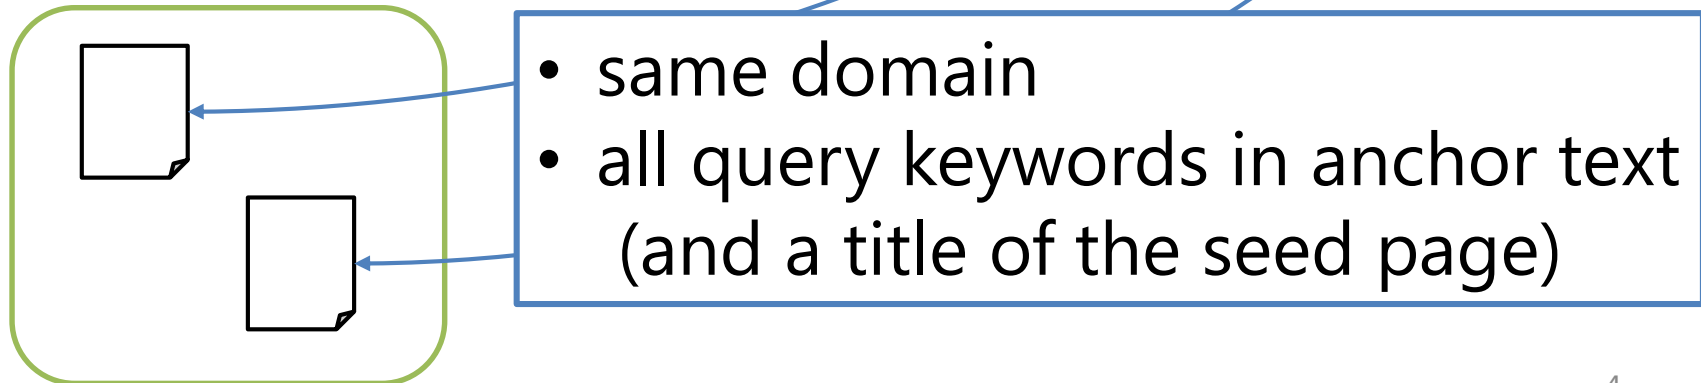 • same domain
• all query keywords in anchor text
(and a title of the seed page)